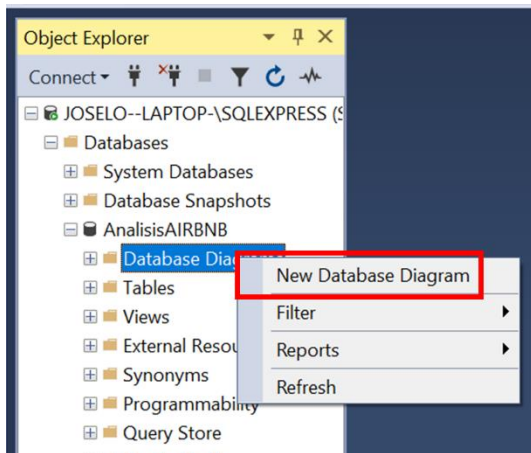 Object Explorer
Connect
JOSELO--LAPTOP-\SQLEXPRESS (S
Databases
System Databases
Database Snapshots
AnalisisAIRBNB
Database Diagrams
New Database Diagram
Tables
Views
Filter
External Resou
Reports
Synonyms
Refresh
Programmability
Query Store